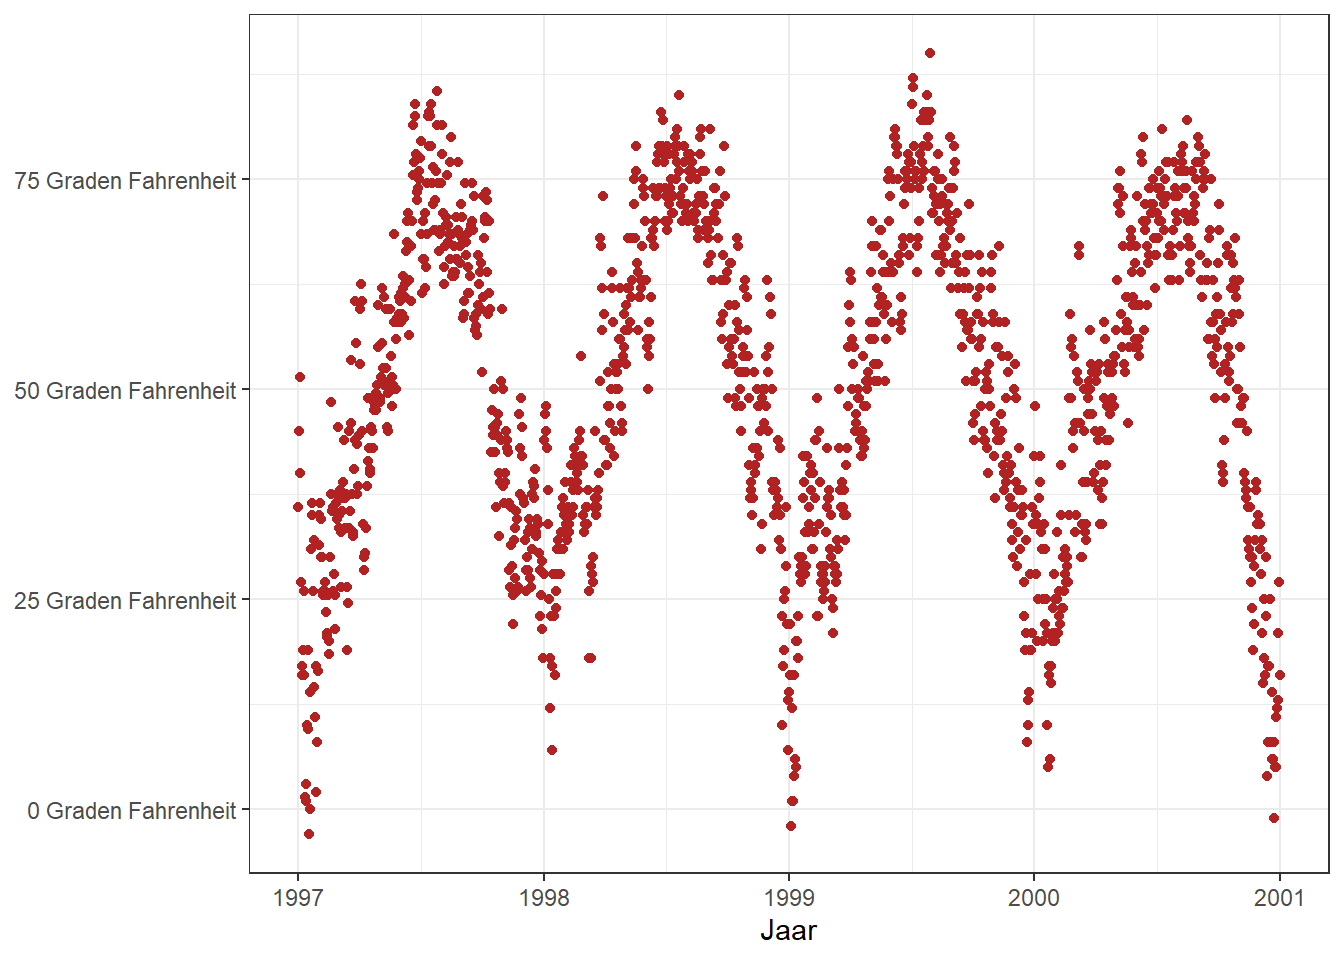 75 Graden Fahrenheit
50 Graden Fahrenheit
25 Graden Fahrenheit
0 Graden Fahrenheit
1997 1998 1999 2000 2001
Jaar